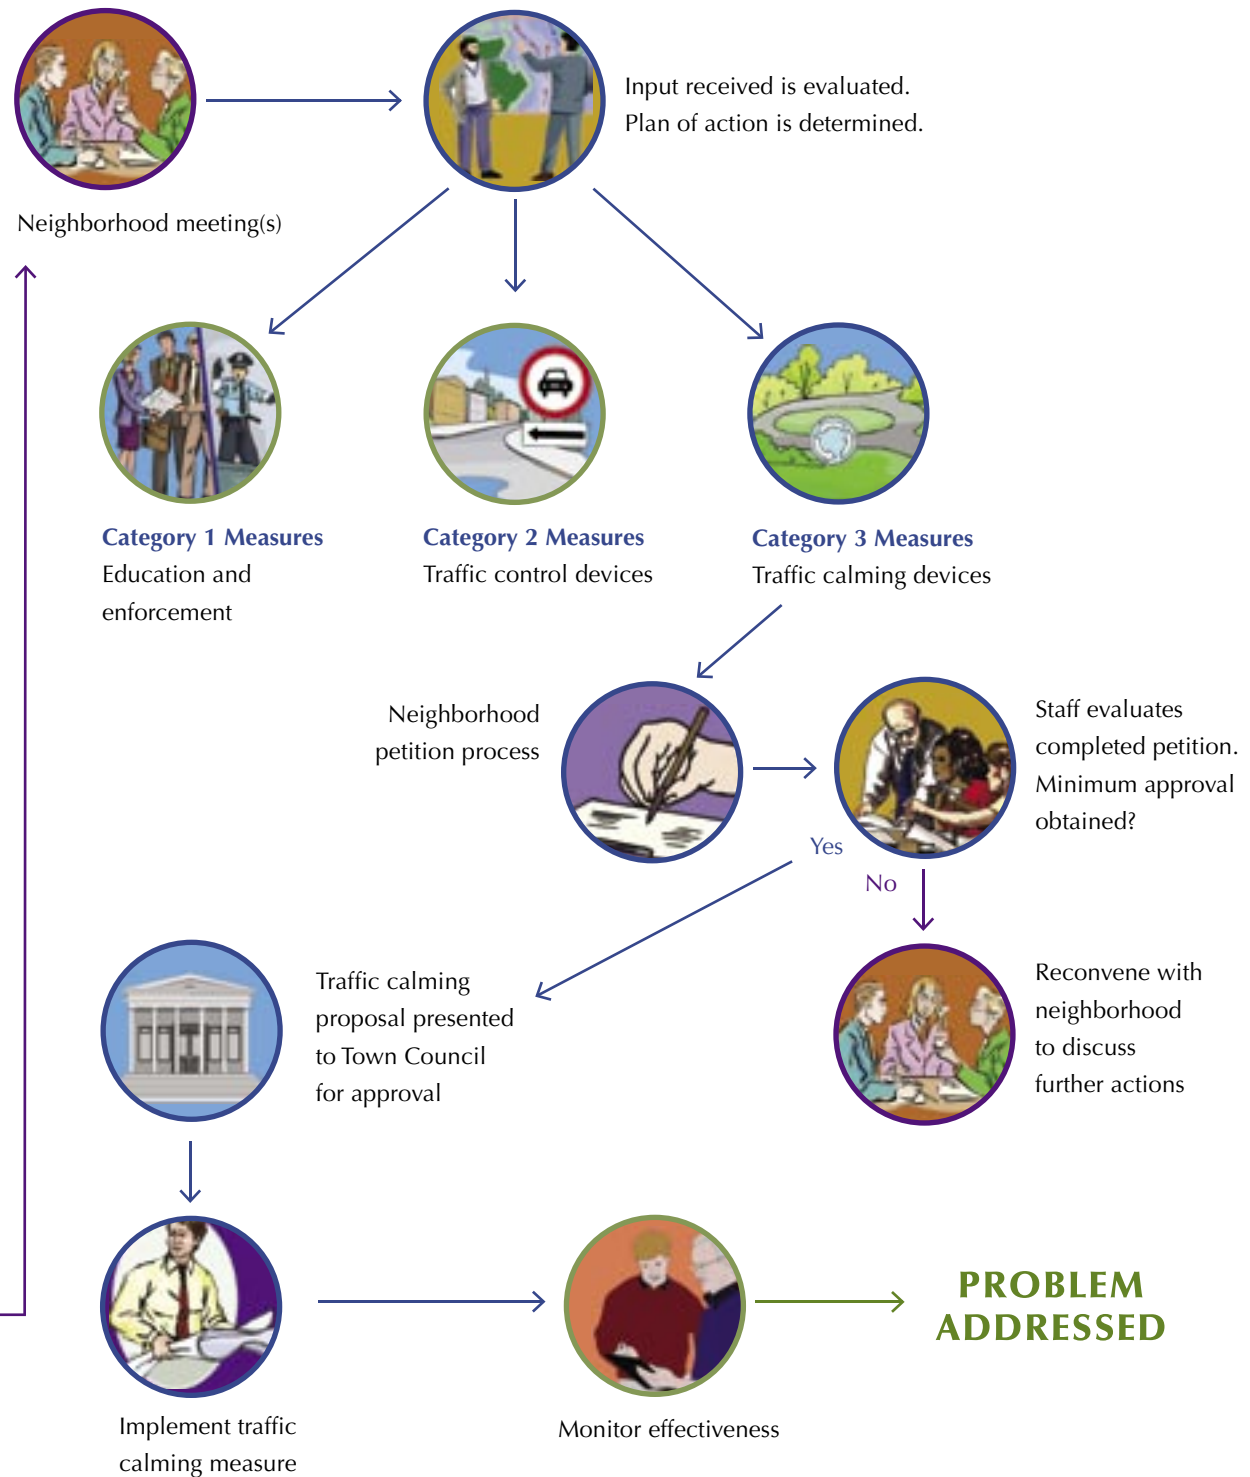 Input received is evaluated.
Plan of action is determined.
Neighborhood meeting(s)
Category 1 Measures
Education and
enforcement
Category 2 Measures
Traffic control devices
Category 3 Measures
Traffic calming devices
Neighborhood
petition process
Staff evaluates
completed petition.
Minimum approval
obtained?
Yes
No
Traffic calming
proposal presented
to Town Council
for approval
Reconvene with
neighborhood
to discuss
further actions
Implement traffic
calming measure
Monitor effectiveness
PROBLEM
ADDRESSED